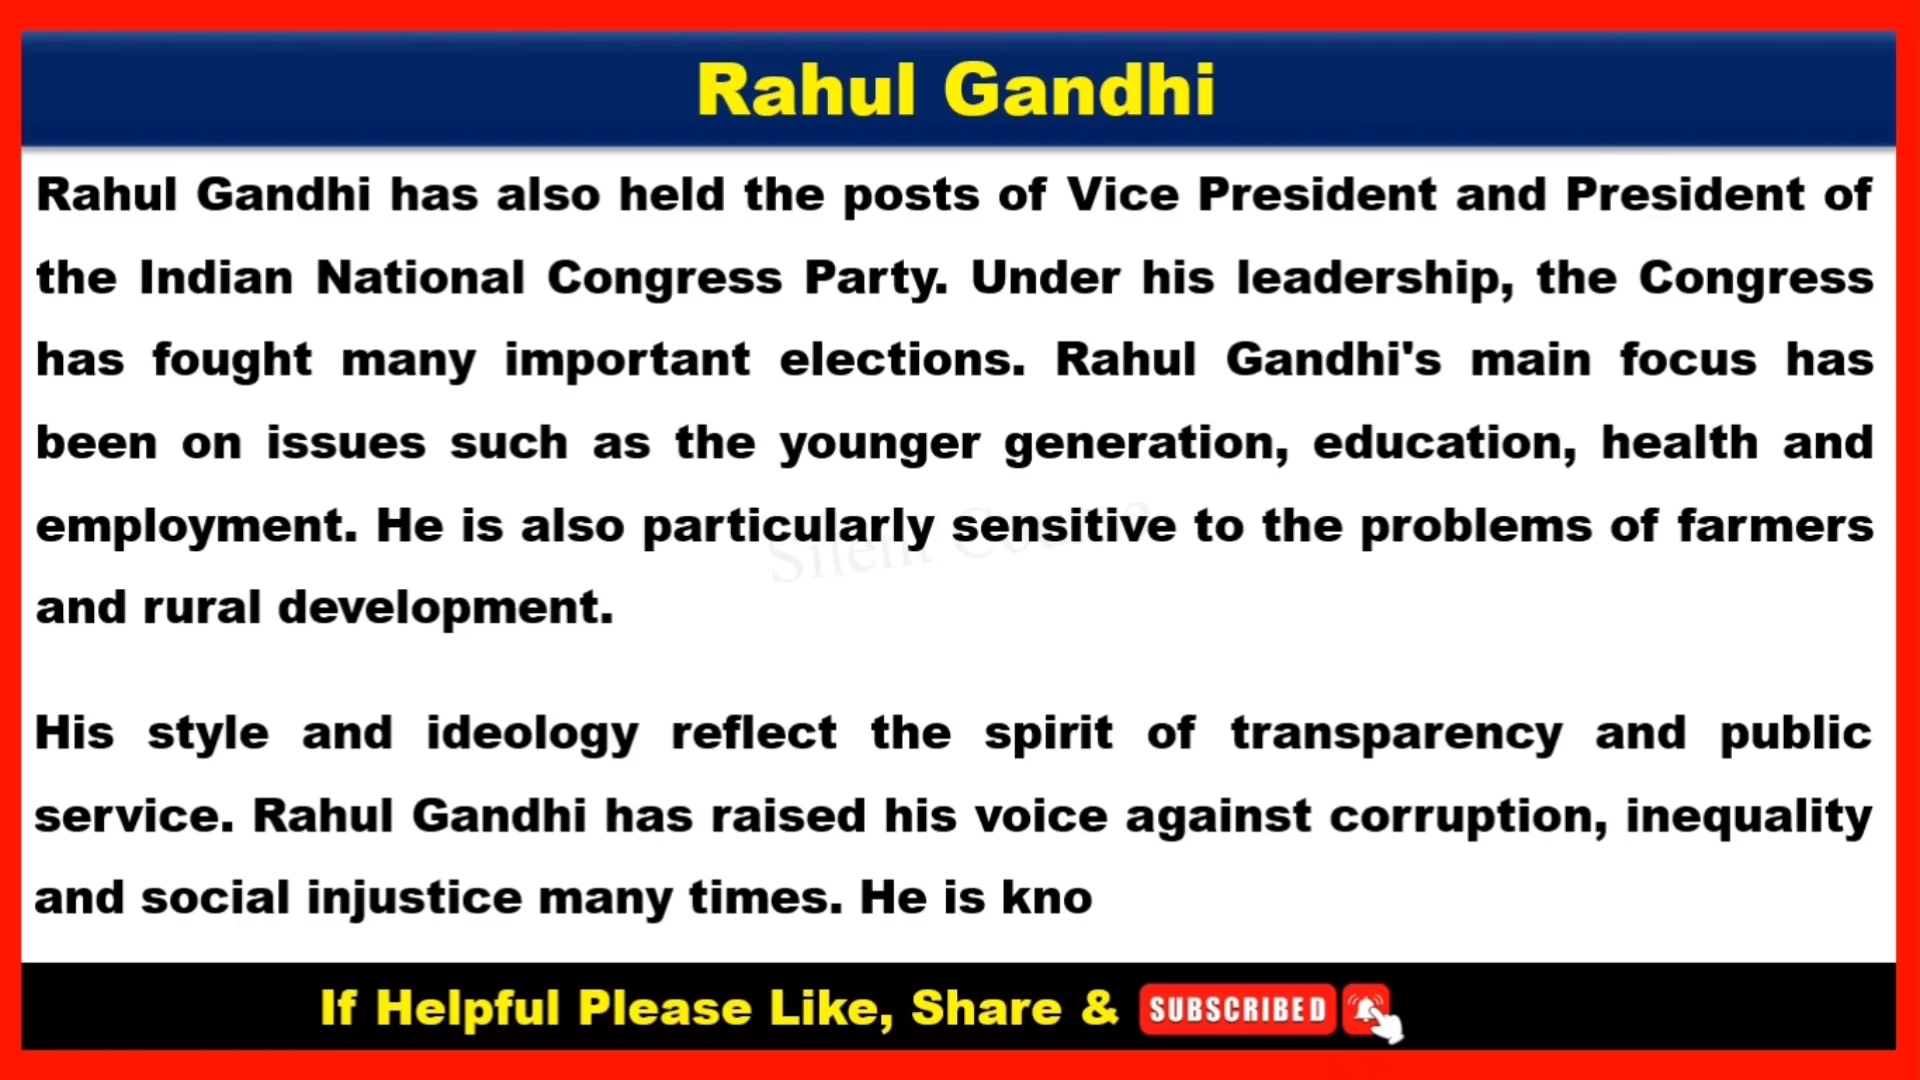 Rahul Gandhi
Rahul Gandhi has also held the posts of Vice President and President of
the Indian National Congress Party. Under his leadership, the Congress
has fought many important elections. Rahul Gandhi's main focus has
been on issues such as the younger generation, education, health and
employment. He is also particularly sensitive to the problems of farmers
and rural development.
His style and ideology reflect the spirit of transparency and public
service. Rahul Gandhi has raised his voice against corruption, inequality
and social injustice many times. He is kno
If Helpful Please Like, Share & SUBSCRIBED